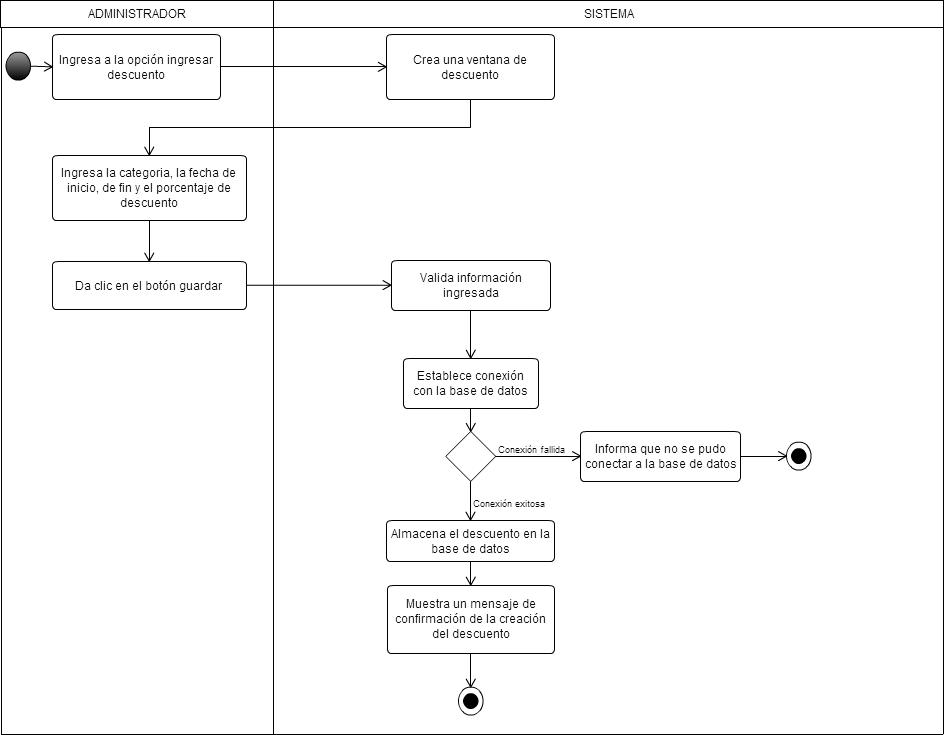 ADMINISTRADOR
SISTEMA
Ingresa a la opción ingresar
descuento
Crea una ventana de
descuento
Ingresa la categoria, la fecha de
inicio, de fin y el porcentaje de
descuento
Da clic en el botón guardar
Valida información
ingresada
Establece conexión
con la base de datos
Conexión fallida
Informa que no se pudo
conectar a la base de datos
Conexión exitosa
Almacena el descuento en la
base de datos
Muestra un mensaje de
confirmación de la creación
del descuento